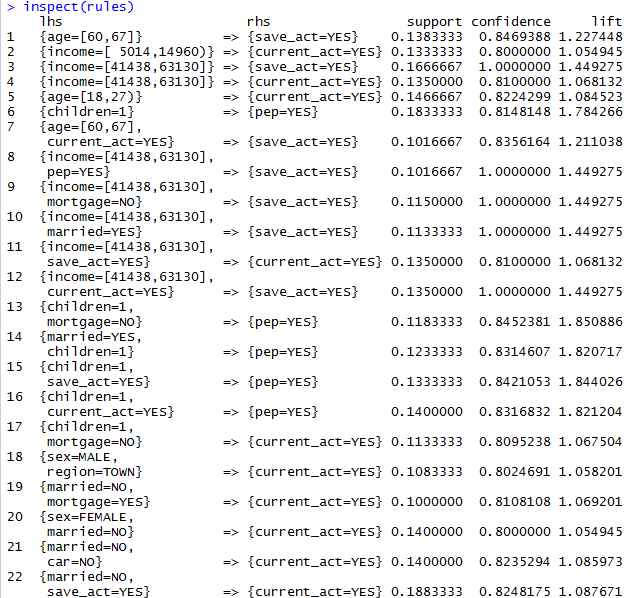 > inspect(rules)
lhs rhs support confidence lift
1 {age=[60,67]} => {save_act=YES} 0.1383333 0.8469388 1.227448
2 {income=[ 5014,14960)} => {current_act=YES} 0.1333333 0.8000000 1.054945
3 {income=[41438,63130]} => {save_act=YES} 0.1666667 1.0000000 1.449275
4 {income=[41438,63130]} => {current_act=YES} 0.1350000 0.8100000 1.068132
5 {age=[18,27)} => {current_act=YES} 0.1466667 0.8224299 1.084523
6 {children=1} => {pep=YES} 0.1833333 0.8148148 1.784266
7 {age=[60,67],
current_act=YES} => {save_act=YES} 0.1016667 0.8356164 1.211038
8 {income=[41438,63130],
pep=YES} => {save_act=YES} 0.1016667 1.0000000 1.449275
9 {income=[41438,63130],
mortgage=NO} => {save_act=YES} 0.1150000 1.0000000 1.449275
10 {income=[41438,63130],
married=YES} => {save_act=YES} 0.1133333 1.0000000 1.449275
11 {income=[41438,63130],
save_act=YES} => {current_act=YES} 0.1350000 0.8100000 1.068132
12 {income=[41438,63130],
current_act=YES} => {save_act=YES} 0.1350000 1.0000000 1.449275
13 {children=1,
mortgage=NO} => {pep=YES} 0.1183333 0.8452381 1.850886
14 {married=YES,
children=1} => {pep=YES} 0.1233333 0.8314607 1.820717
15 {children=1,
save_act=YES} => {pep=YES} 0.1333333 0.8421053 1.844026
16 {children=1,
current_act=YES} => {pep=YES} 0.1400000 0.8316832 1.821204
17 {children=1,
mortgage=NO} => {current_act=YES} 0.1133333 0.8095238 1.067504
18 {sex=MALE,
region=TOWN} => {current_act=YES} 0.1083333 0.8024691 1.058201
19 {married=NO,
mortgage=YES} => {current_act=YES} 0.1000000 0.8108108 1.069201
20 {sex=FEMALE,
married=NO} => {current_act=YES} 0.1400000 0.8000000 1.054945
21 {married=NO,
car=NO} => {current_act=YES} 0.1400000 0.8235294 1.085973
22 {married=NO,
save_act=YES} => {current_act=YES} 0.1883333 0.8248175 1.087671